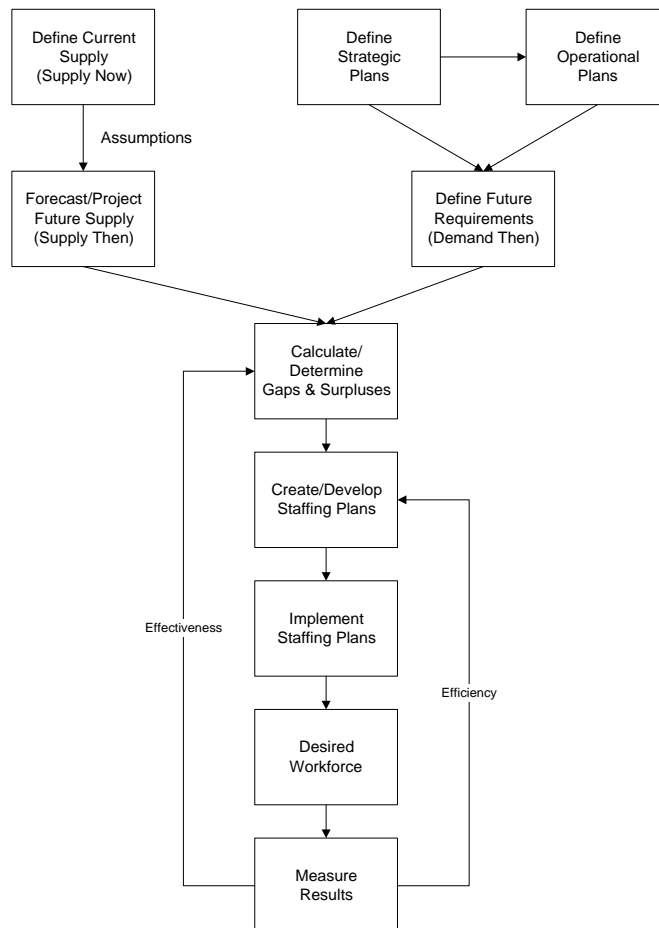 Define Current
Supply
(Supply Now)
Define
Strategic
Plans
Define
Operational
Plans
Assumptions
Forecast/Project
Future Supply
(Supply Then)
Define Future
Requirements
(Demand Then)
Calculate/
Determine
Gaps & Surpluses
Create/Develop
Staffing Plans
Implement
Staffing Plans
Effectiveness
Efficiency
Desired
Workforce
Measure
Results